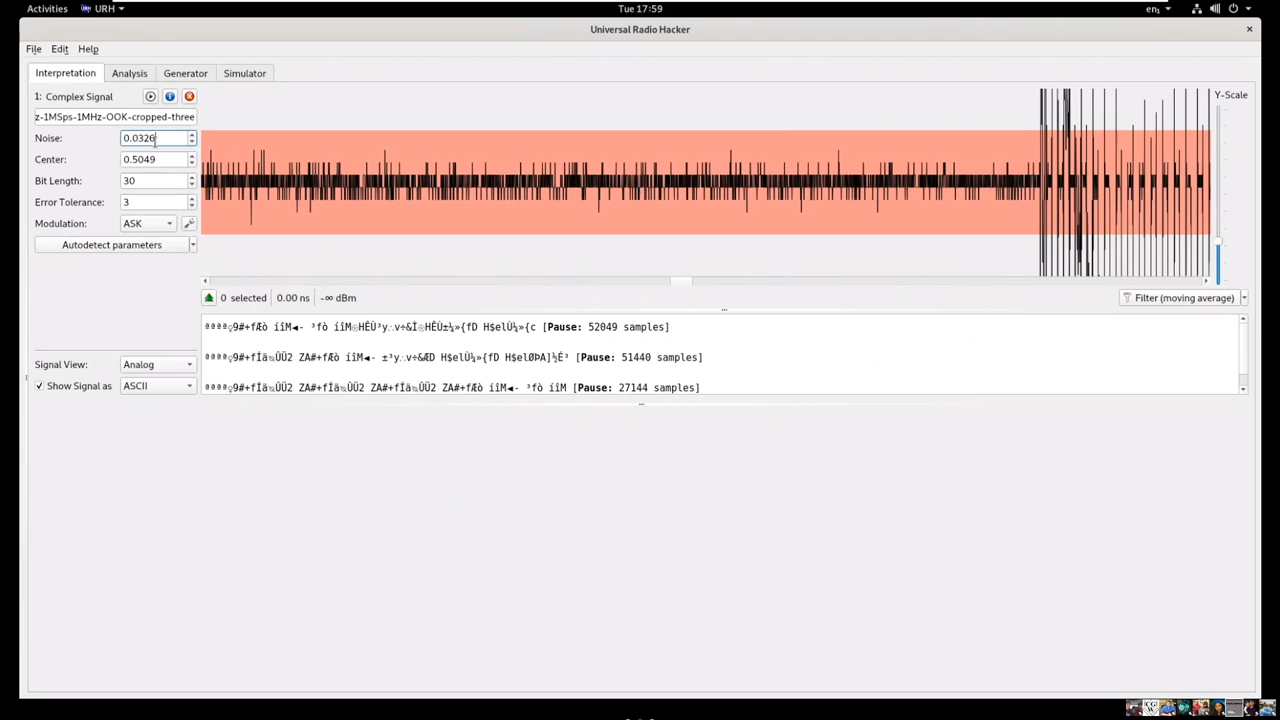 Activities URH Tue 17:59 en₁
Universal Radio Hacker
File Edit Help
Interpretation Analysis Generator Simulator
1: Complex Signal
z-1MSps-1MHz-OOK-cropped-three
Noise: 0.0326
Center: 0.5049
Bit Length: 30
Error Tolerance: 3
Modulation: ASK
Autodetect parameters
Y-Scale
0 selected 0.00 ns -∞ dBm Filter (moving average)
[Pause: 52049 samples]
[Pause: 51440 samples]
[Pause: 27144 samples]
Signal View: Analog
Show Signal as ASCII